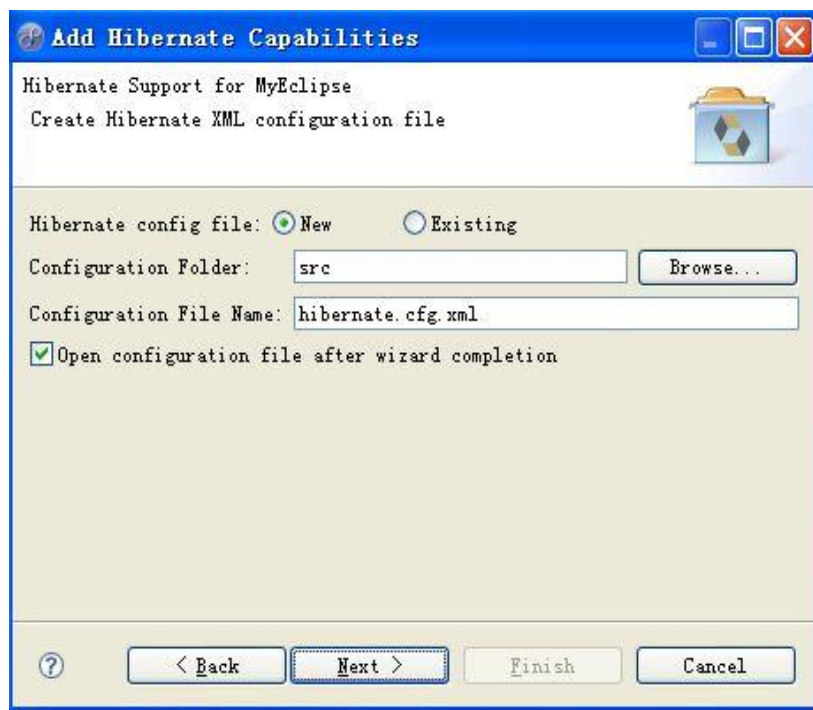 Add Hibernate Capabilities
Hibernate Support for MyEclipse
Create Hibernate XML configuration file
Hibernate config file: New Existing
Configuration Folder: src Browse...
Configuration File Name: hibernate.cfg.xml
Open configuration file after wizard completion
? < Back Next > Finish Cancel